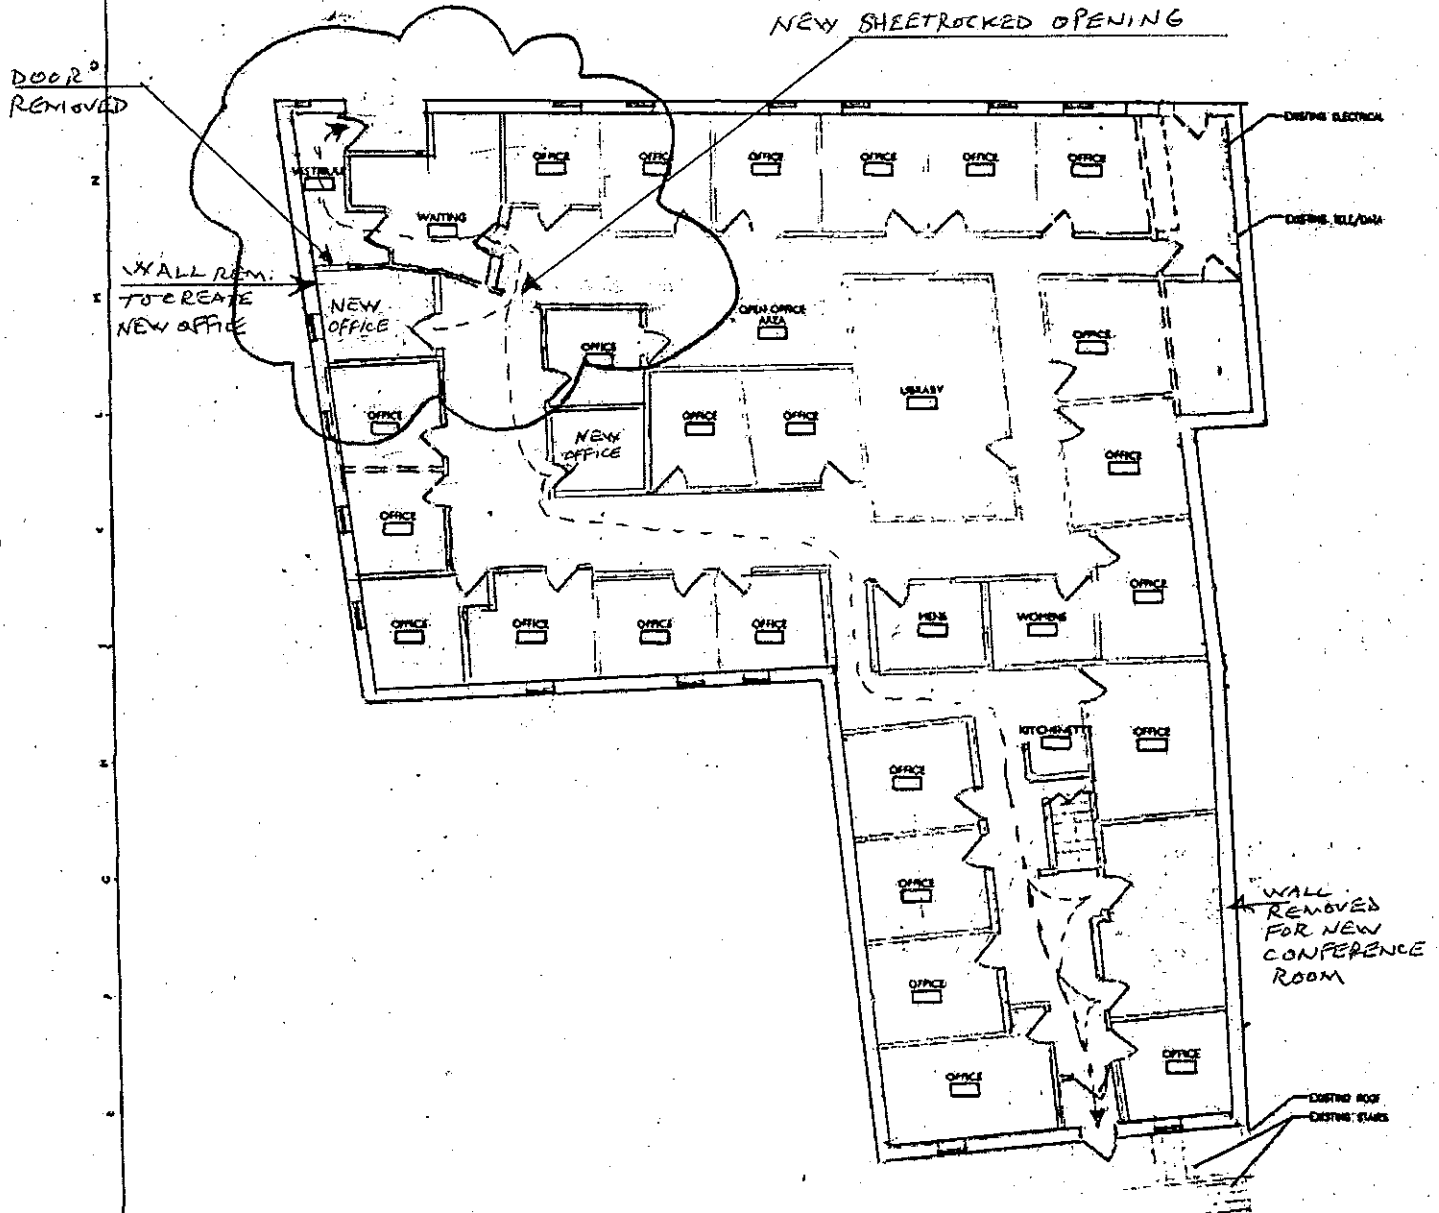 NEW SHEETROCKED OPENING
DOOR
REMOVED
EXISTING ELECTRICAL
OFFICE
OFFICE
OFFICE
OFFICE
OFFICE
OFFICE
VESTIBULE
WAITING
EXISTING TELE/DATA
WALL REM.
TO CREATE
NEW OFFICE
NEW
OFFICE
OPEN OFFICE
AREA
OFFICE
OFFICE
LIBRARY
OFFICE
OFFICE
OFFICE
NEW
OFFICE
OFFICE
OFFICE
OFFICE
OFFICE
OFFICE
OFFICE
OFFICE
MENS
WOMENS
KITCHENETTE
OFFICE
OFFICE
OFFICE
WALL
REMOVED
FOR NEW
CONFERENCE
ROOM
OFFICE
OFFICE
OFFICE
EXISTING ROOF
EXISTING STAIRS